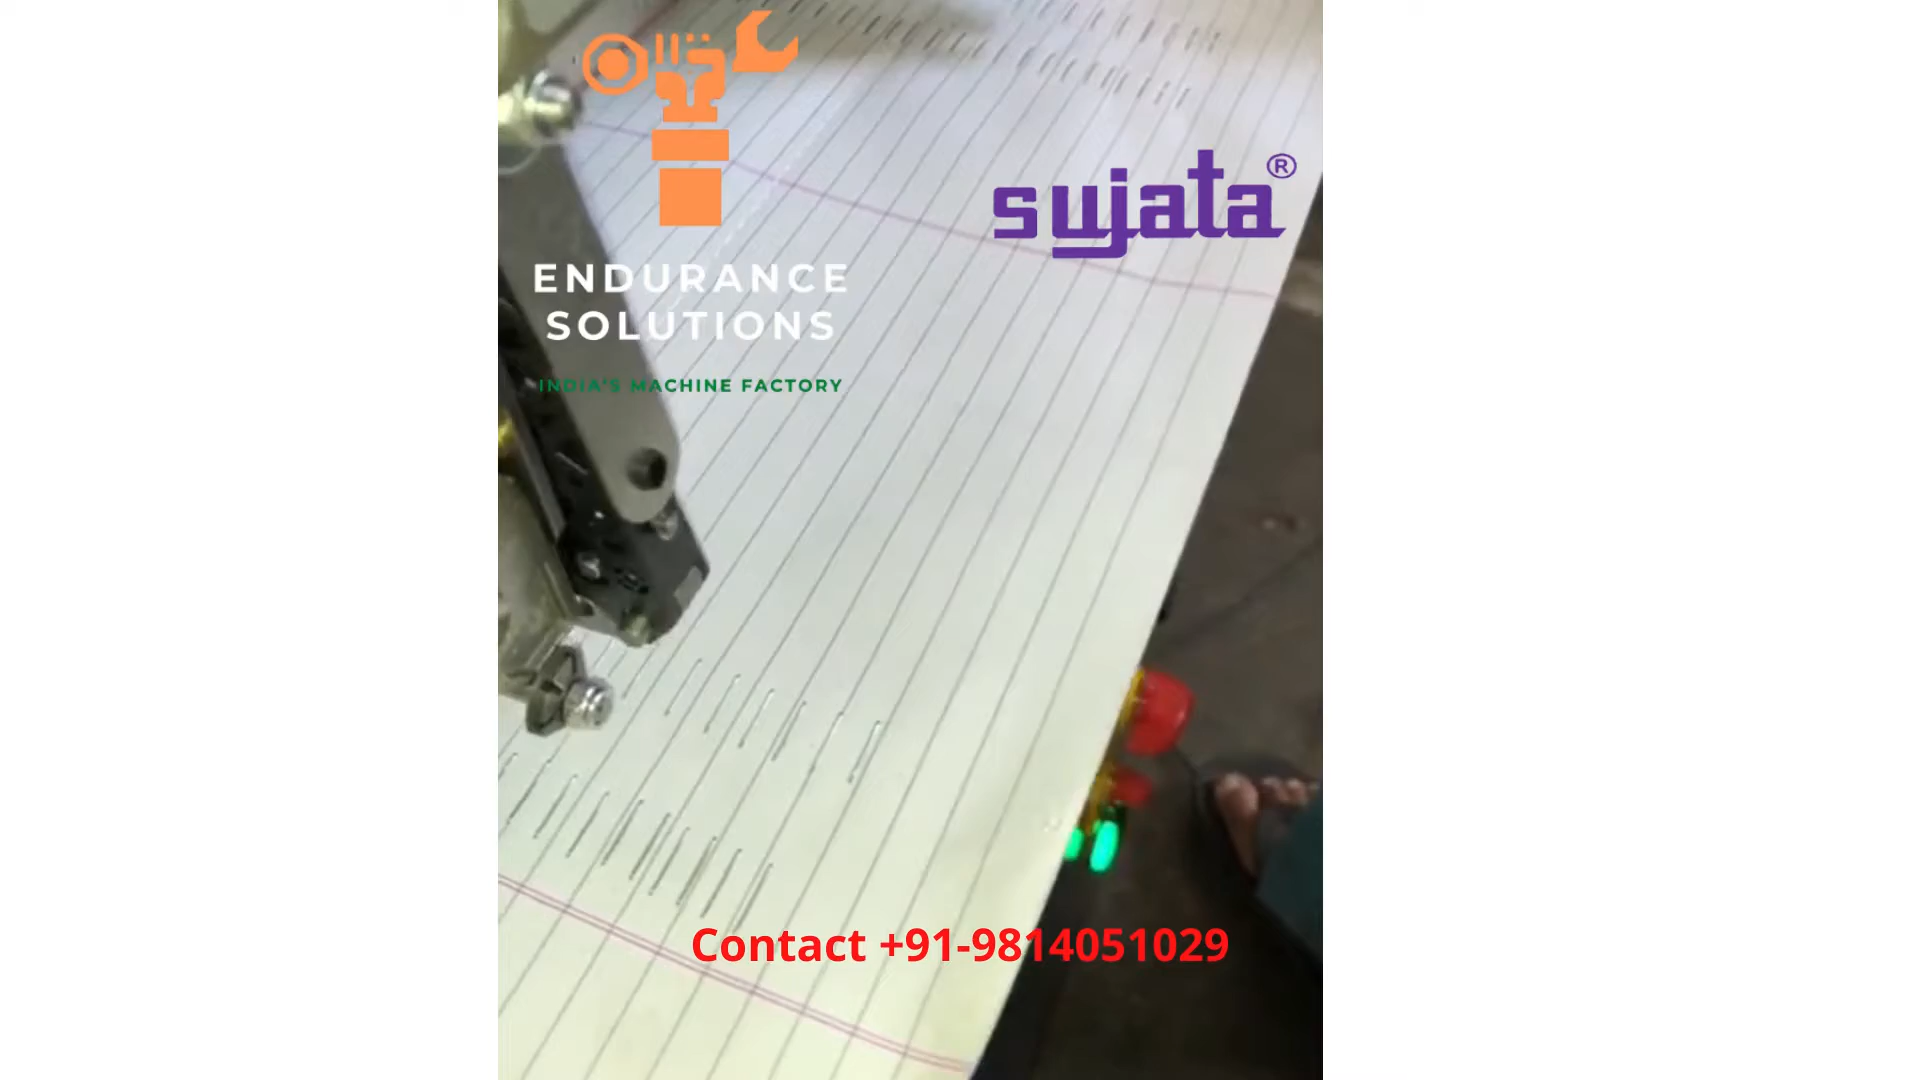 ENDURANCE
SOLUTIONS
INDIA'S MACHINE FACTORY
sujata®
Contact +91-9814051029